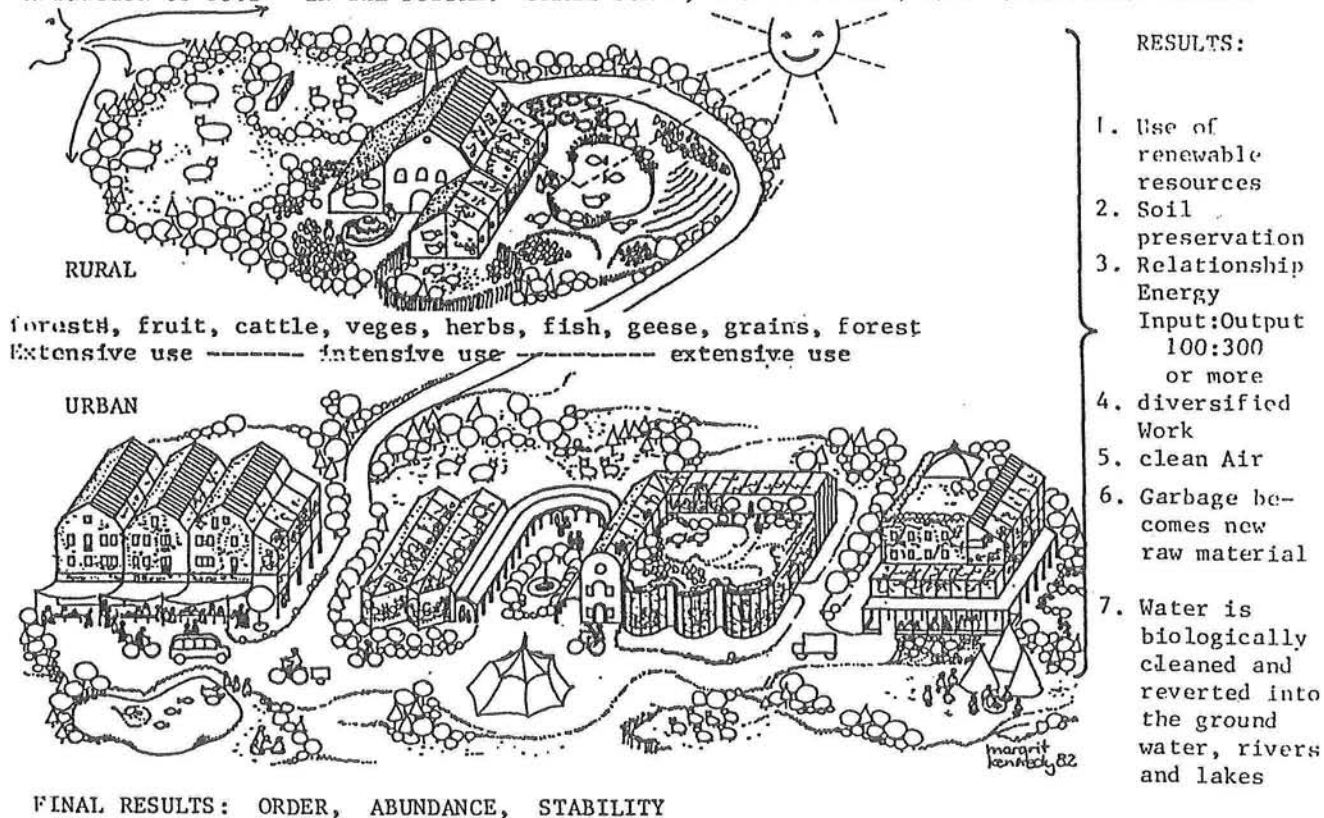 RURAL
forests, fruit, cattle, veges, herbs, fish, geese, grains, forest
Extensive use ------- intensive use ------- extensive use
URBAN
margrit
kennedy 82
RESULTS:
1. Use of
renewable
resources
2. Soil
preservation
3. Relationship
Energy
Input:Output
100:300
or more
4. diversified
Work
5. clean Air
6. Garbage be-
comes new
raw material
7. Water is
biologically
cleaned and
reverted into
the ground
water, rivers
and lakes
FINAL RESULTS: ORDER, ABUNDANCE, STABILITY